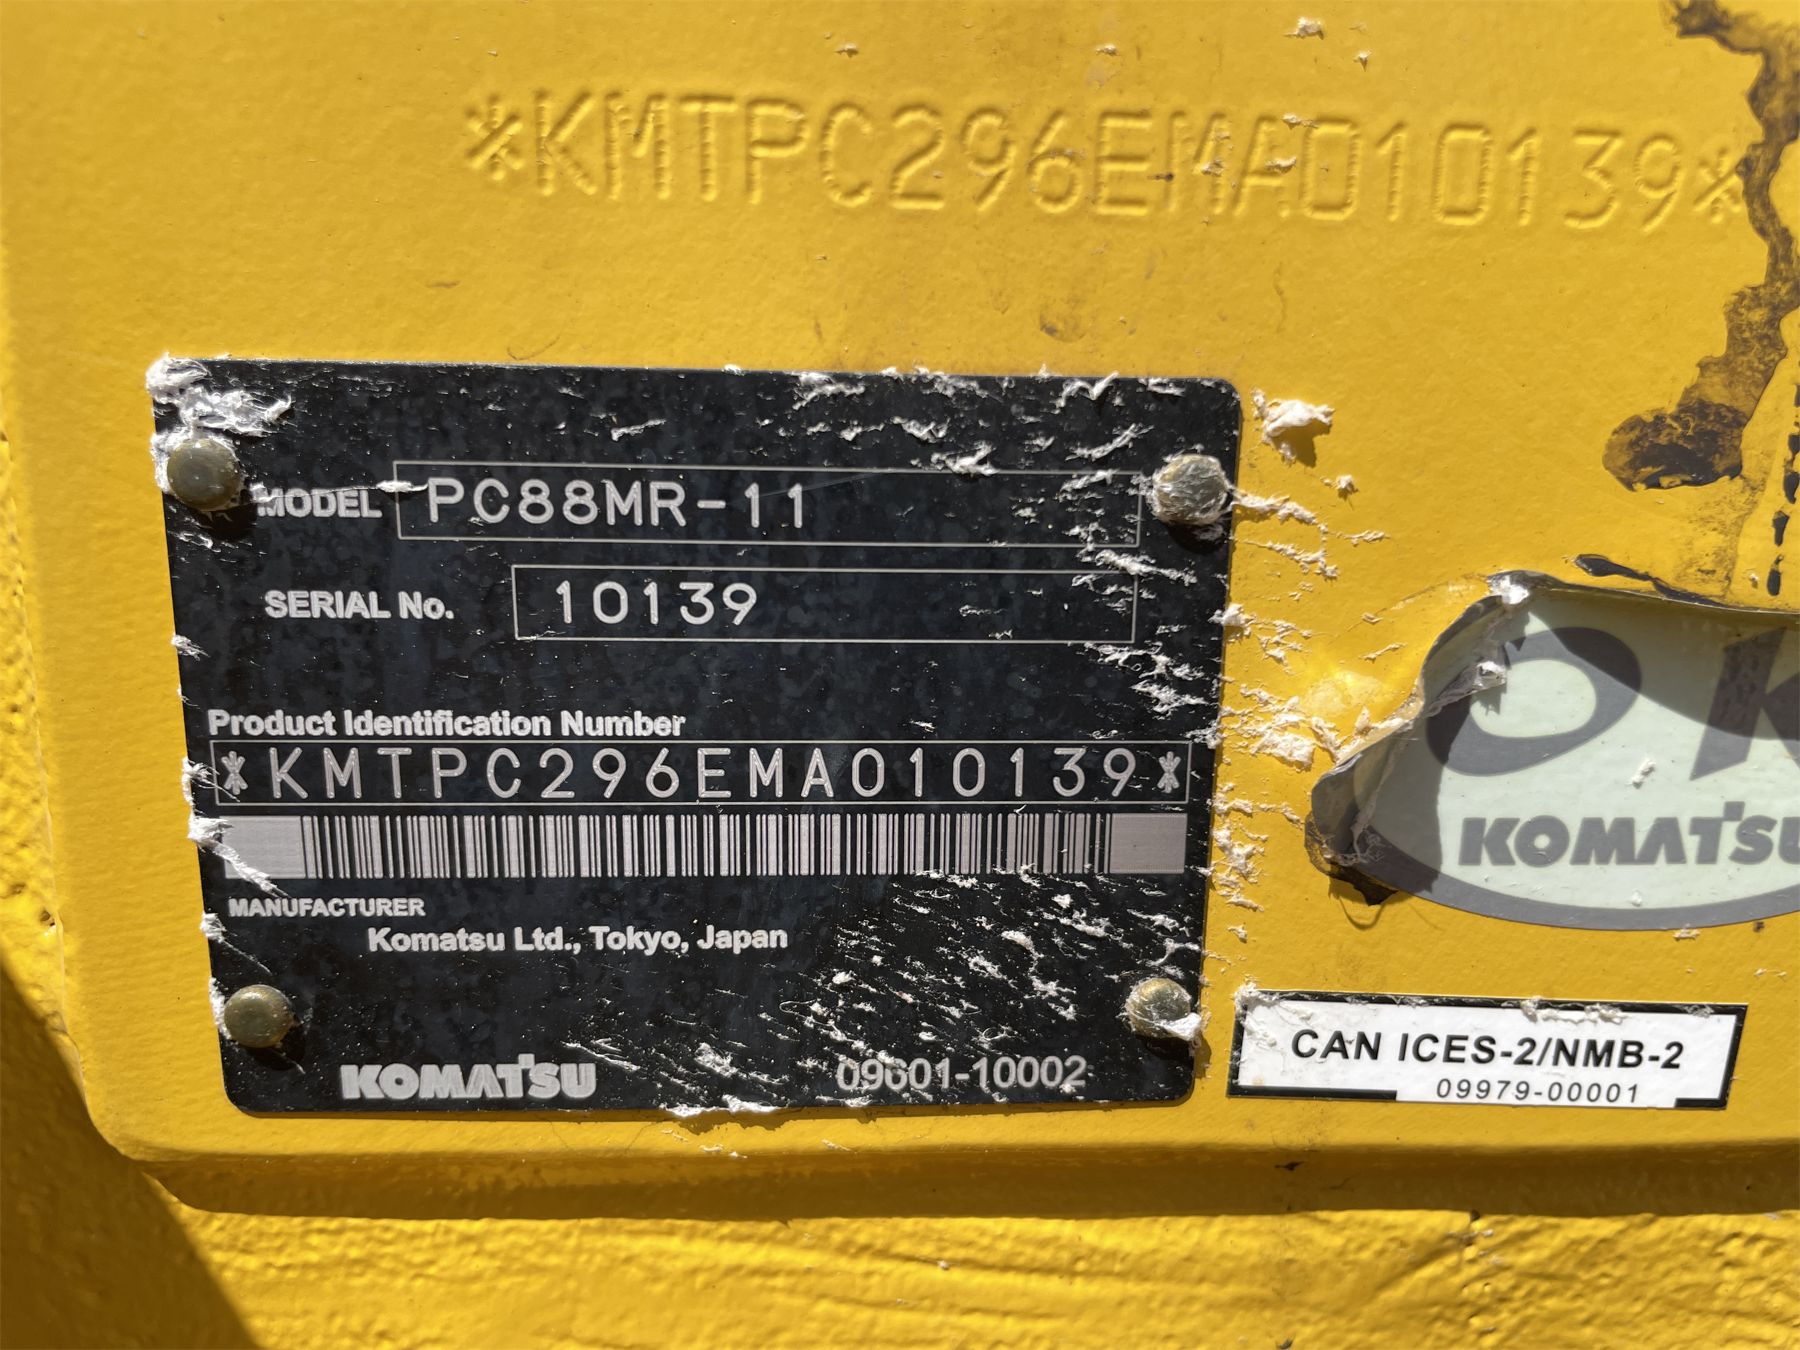 *KMTPC296EMA010139*
MODEL PC88MR-11
SERIAL No. 10139
Product Identification Number
*KMTPC296EMA010139*
MANUFACTURER
Komatsu Ltd., Tokyo, Japan
KOMATSU 09601-10002
OK
KOMATSU
CAN ICES-2/NMB-2
09979-00001